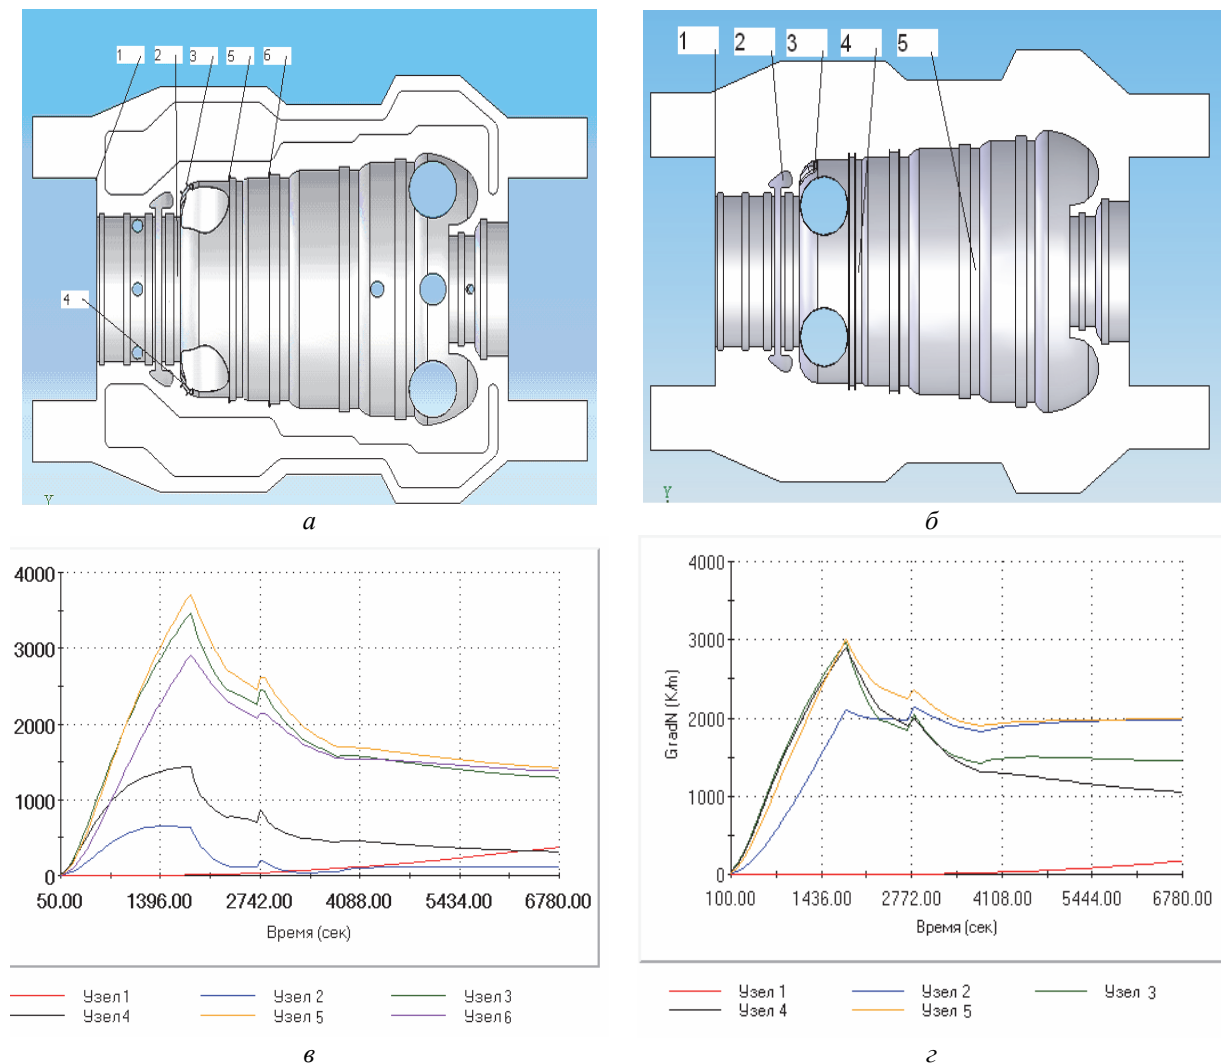 1 2 3 5 6
4
Y
1 2 3 4 5
Y
а
б
4000
3000
2000
1000
0
50.00 1396.00 2742.00 4088.00 5434.00 6780.00
Время (сек)
Узел 1 Узел 2 Узел 3
Узел 4 Узел 5 Узел 6
в
4000
3000
2000
1000
0
GradN (K/m)
100.00 1436.00 2772.00 4108.00 5444.00 6780.00
Время (сек)
Узел 1 Узел 2 Узел 3
Узел 4 Узел 5
г